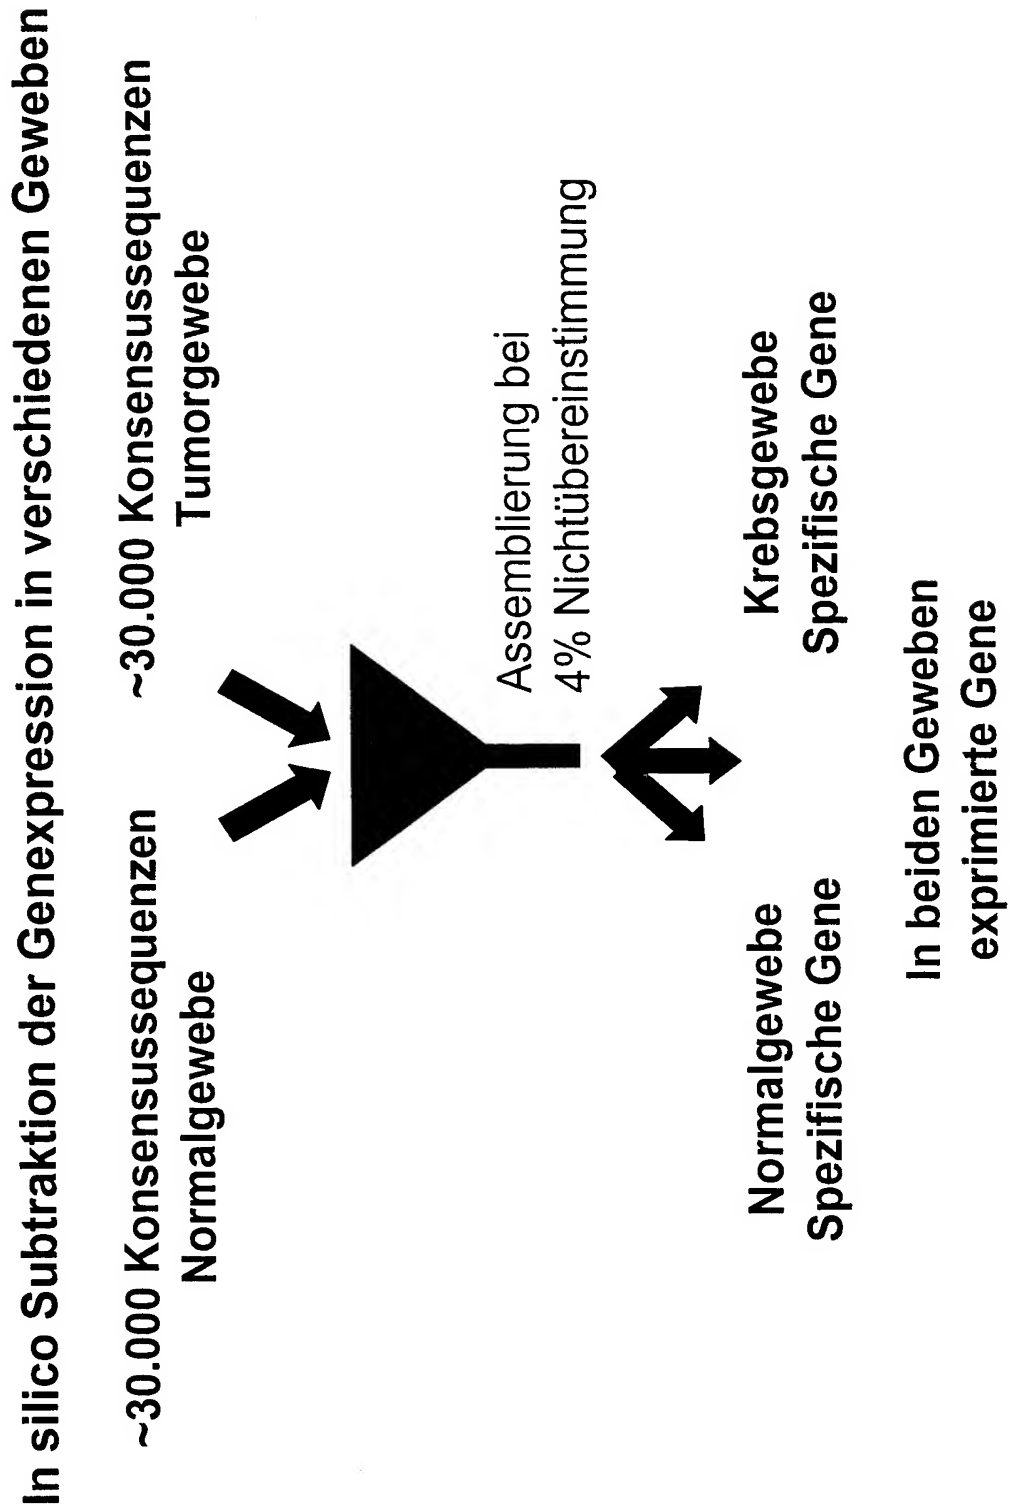 In silico Subtraktion der Genexpression in verschiedenen Geweben
~30.000 Konsensussequenzen
Normalgewebe
~30.000 Konsensussequenzen
Tumorgewebe
Assemblierung bei
4% Nichtübereinstimmung
Normalgewebe
Spezifische Gene
Krebsgewebe
Spezifische Gene
In beiden Geweben
exprimierte Gene